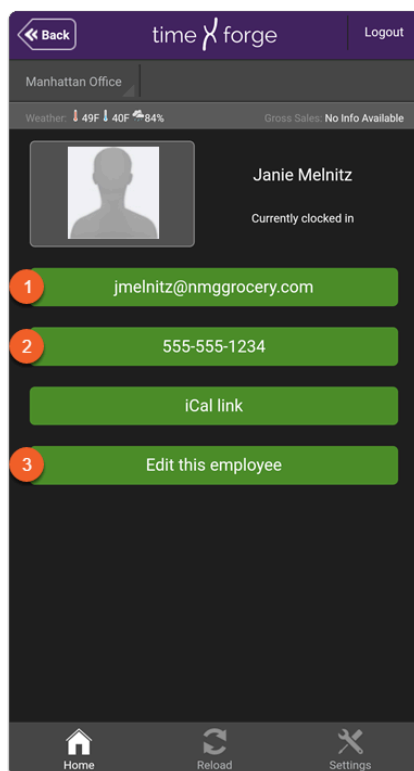 Back
time forge
Logout
Manhattan Office
Weather: 49F 40F 84%
Gross Sales: No Info Available
Janie Melnitz
Currently clocked in
1
jmelnitz@nmggrocery.com
2
555-555-1234
iCal link
3
Edit this employee
Home
Reload
Settings